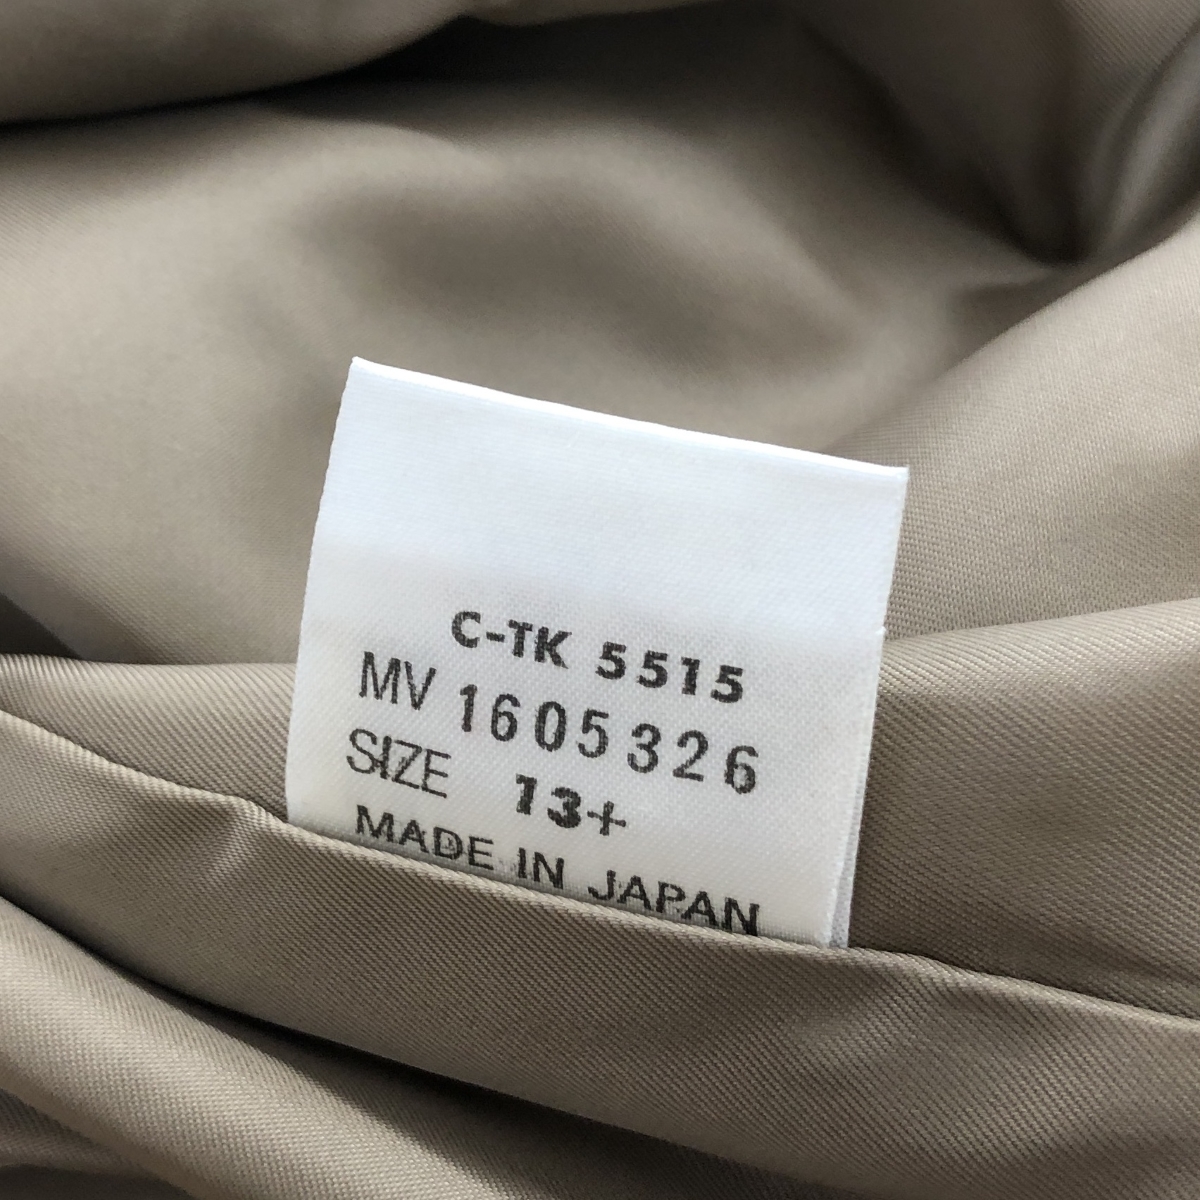 C-TK 5515
MV 1605326
SIZE 13+
MADE IN JAPAN